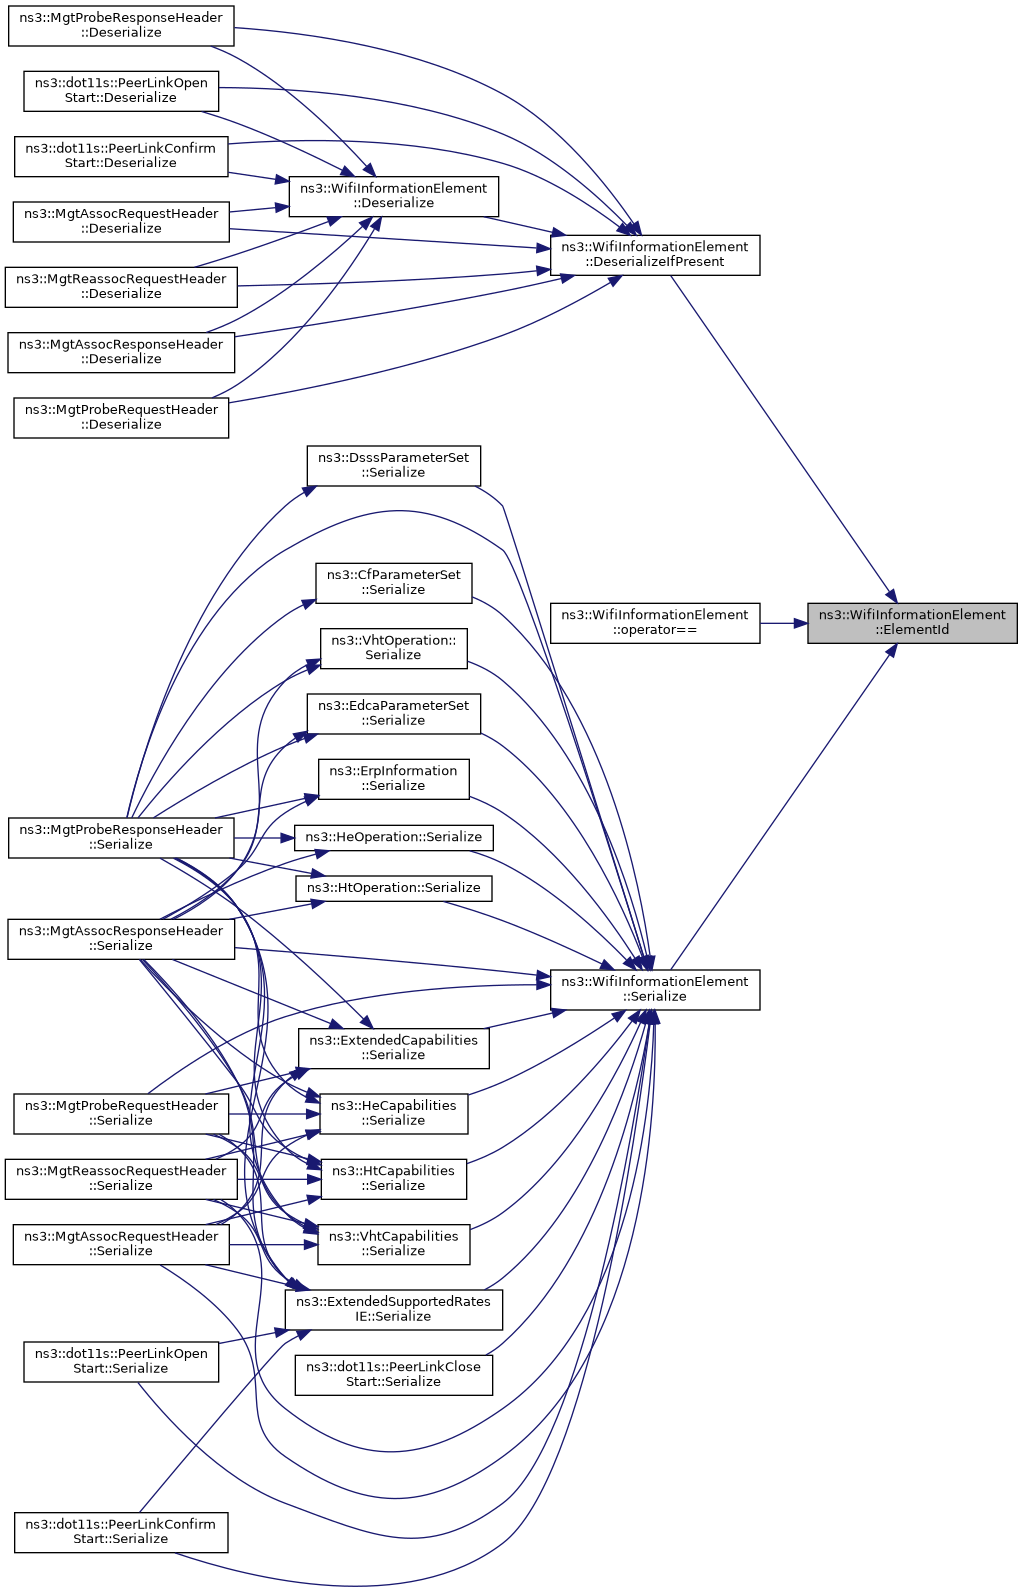 ns3::MgtProbeResponseHeader
::Deserialize
ns3::dot11s::PeerLinkOpen
Start::Deserialize
ns3::dot11s::PeerLinkConfirm
Start::Deserialize
ns3::WifiInformationElement
::Deserialize
ns3::MgtAssocRequestHeader
::Deserialize
ns3::WifiInformationElement
::DeserializeIfPresent
ns3::MgtReassocRequestHeader
::Deserialize
ns3::MgtAssocResponseHeader
::Deserialize
ns3::MgtProbeRequestHeader
::Deserialize
ns3::DsssParameterSet
::Serialize
ns3::CfParameterSet
::Serialize
ns3::WifiInformationElement
::operator==
ns3::WifiInformationElement
::ElementId
ns3::VhtOperation::
Serialize
ns3::EdcaParameterSet
::Serialize
ns3::ErpInformation
::Serialize
ns3::MgtProbeResponseHeader
::Serialize
ns3::HeOperation::Serialize
ns3::HtOperation::Serialize
ns3::MgtAssocResponseHeader
::Serialize
ns3::WifiInformationElement
::Serialize
ns3::ExtendedCapabilities
::Serialize
ns3::MgtProbeRequestHeader
::Serialize
ns3::HeCapabilities
::Serialize
ns3::MgtReassocRequestHeader
::Serialize
ns3::HtCapabilities
::Serialize
ns3::MgtAssocRequestHeader
::Serialize
ns3::VhtCapabilities
::Serialize
ns3::ExtendedSupportedRates
IE::Serialize
ns3::dot11s::PeerLinkOpen
Start::Serialize
ns3::dot11s::PeerLinkClose
Start::Serialize
ns3::dot11s::PeerLinkConfirm
Start::Serialize